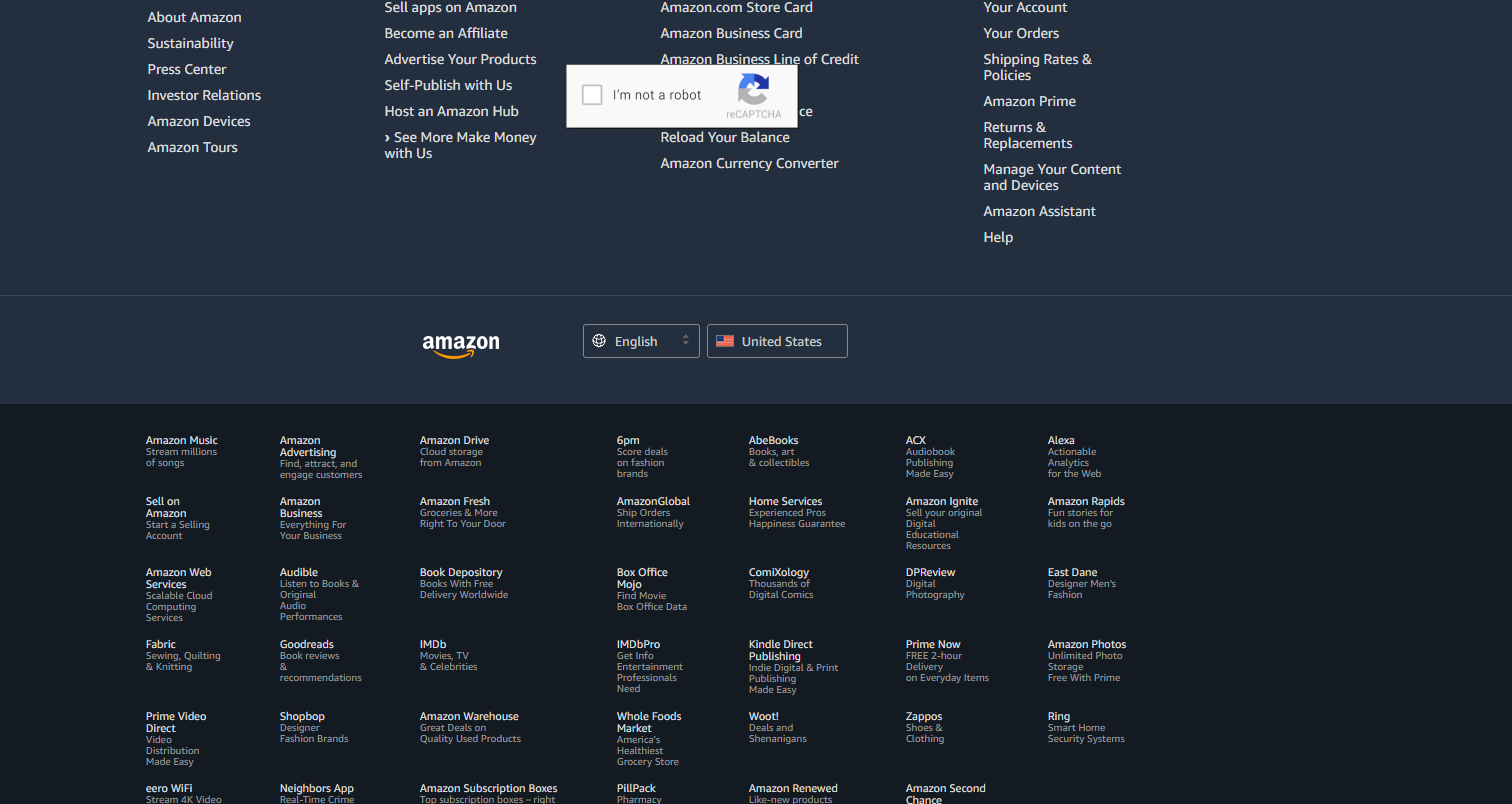 About Amazon
Sustainability
Press Center
Investor Relations
Amazon Devices
Amazon Tours
Sell apps on Amazon
Become an Affiliate
Advertise Your Products
Self-Publish with Us
Host an Amazon Hub
› See More Make Money
with Us
Amazon.com Store Card
Amazon Business Card
Amazon Business Line of Credit
I'm not a robot
reCAPTCHA
ce
Reload Your Balance
Amazon Currency Converter
Your Account
Your Orders
Shipping Rates &
Policies
Amazon Prime
Returns &
Replacements
Manage Your Content
and Devices
Amazon Assistant
Help
amazon
English
United States
Amazon Music
Stream millions
of songs
Amazon
Advertising
Find, attract, and
engage customers
Amazon Drive
Cloud storage
from Amazon
6pm
Score deals
on fashion
brands
AbeBooks
Books, art
& collectibles
ACX
Audiobook
Publishing
Made Easy
Alexa
Actionable
Analytics
for the Web
Sell on
Amazon
Start a Selling
Account
Amazon
Business
Everything For
Your Business
Amazon Fresh
Groceries & More
Right To Your Door
AmazonGlobal
Ship Orders
Internationally
Home Services
Experienced Pros
Happiness Guarantee
Amazon Ignite
Sell your original
Digital
Educational
Resources
Amazon Rapids
Fun stories for
kids on the go
Amazon Web
Services
Scalable Cloud
Computing
Services
Audible
Listen to Books &
Original
Audio
Performances
Book Depository
Books With Free
Delivery Worldwide
Box Office
Mojo
Find Movie
Box Office Data
ComiXology
Thousands of
Digital Comics
DPReview
Digital
Photography
East Dane
Designer Men's
Fashion
Fabric
Sewing, Quilting
& Knitting
Goodreads
Book reviews
&
recommendations
IMDb
Movies, TV
& Celebrities
IMDbPro
Get Info
Entertainment
Professionals
Need
Kindle Direct
Publishing
Indie Digital & Print
Publishing
Made Easy
Prime Now
FREE 2-hour
Delivery
on Everyday Items
Amazon Photos
Unlimited Photo
Storage
Free With Prime
Prime Video
Direct
Video
Distribution
Made Easy
Shopbop
Designer
Fashion Brands
Amazon Warehouse
Great Deals on
Quality Used Products
Whole Foods
Market
America's
Healthiest
Grocery Store
Woot!
Deals and
Shenanigans
Zappos
Shoes &
Clothing
Ring
Smart Home
Security Systems
eero WiFi
Stream 4K Video
Neighbors App
Real-Time Crime
Amazon Subscription Boxes
Top subscription boxes – right
PillPack
Pharmacy
Amazon Renewed
Like-new products
Amazon Second
Chance